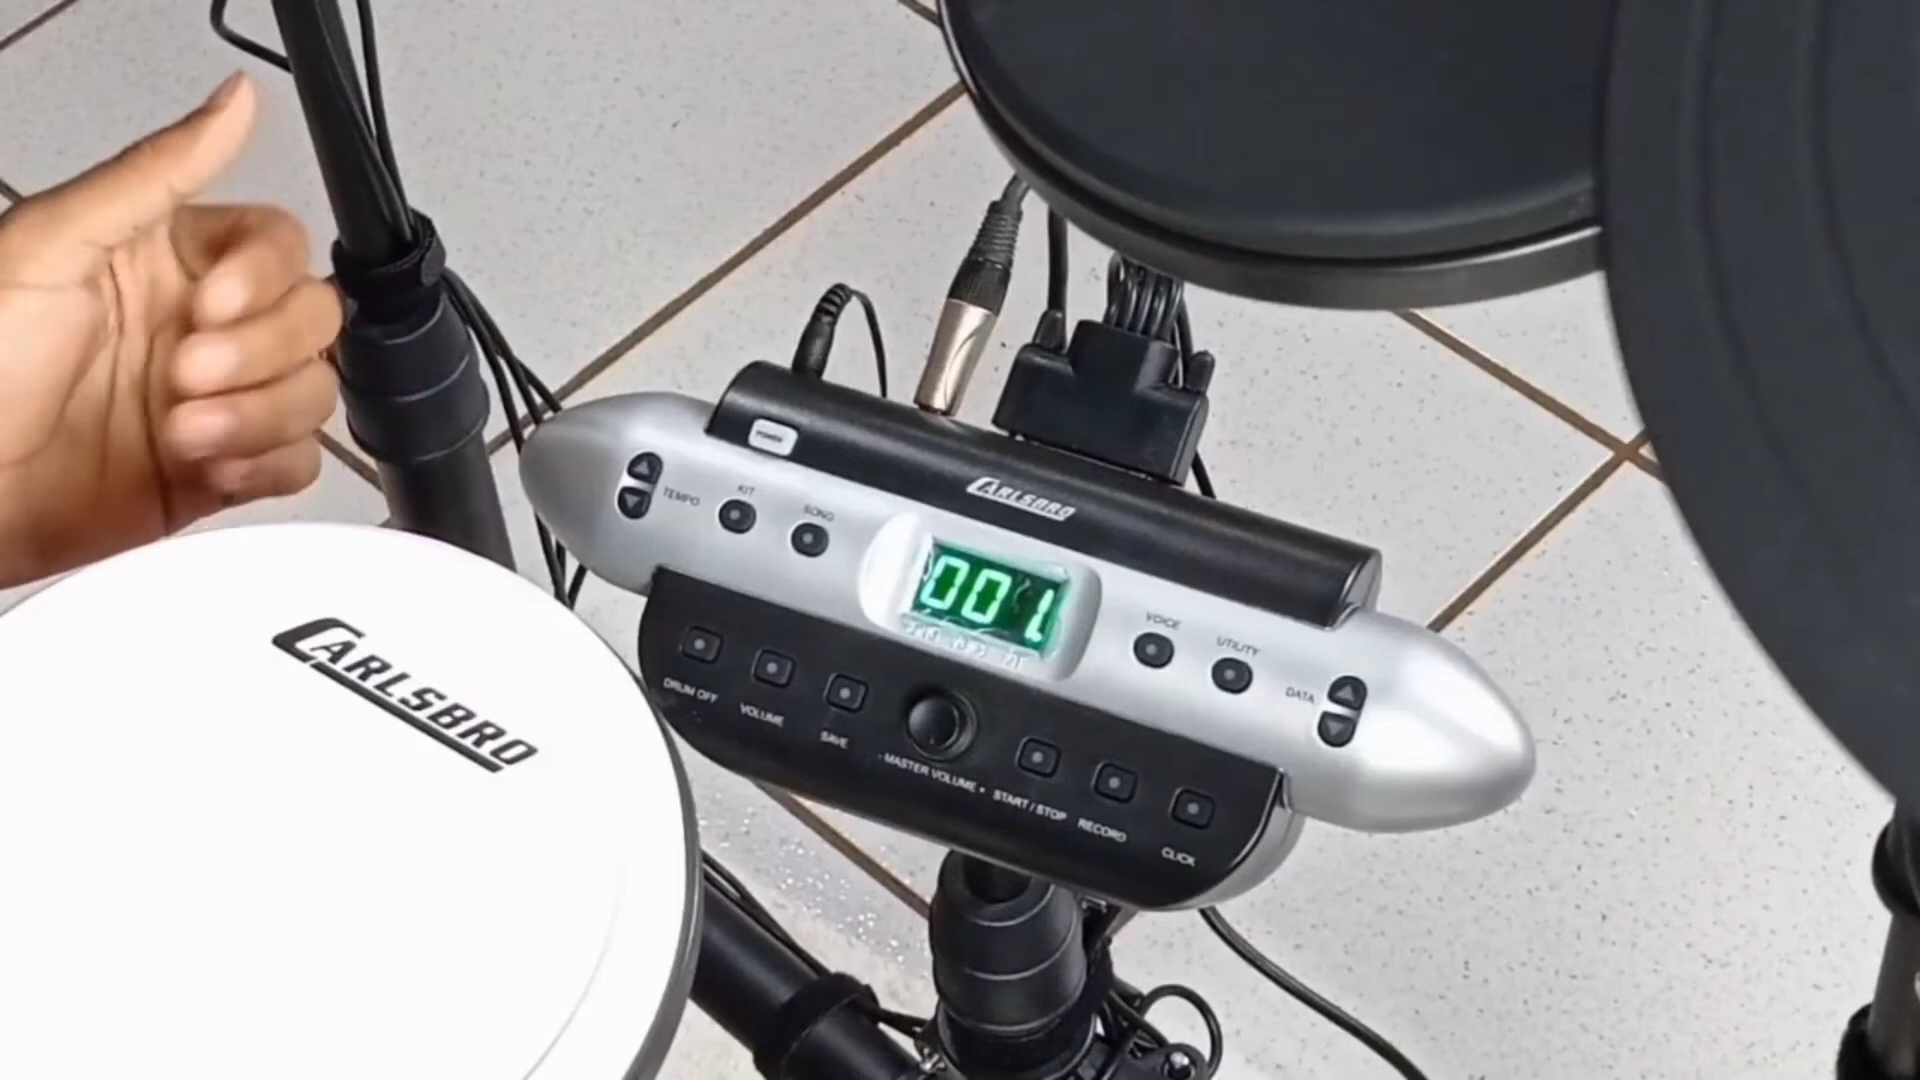 POWER
CARLSBRO
TEMPO
KIT
SONG
001
VOICE
UTILITY
DATA
DRUM OFF
VOLUME
SAVE
- MASTER VOLUME +
START / STOP
RECORD
CLICK
CARLSBRO